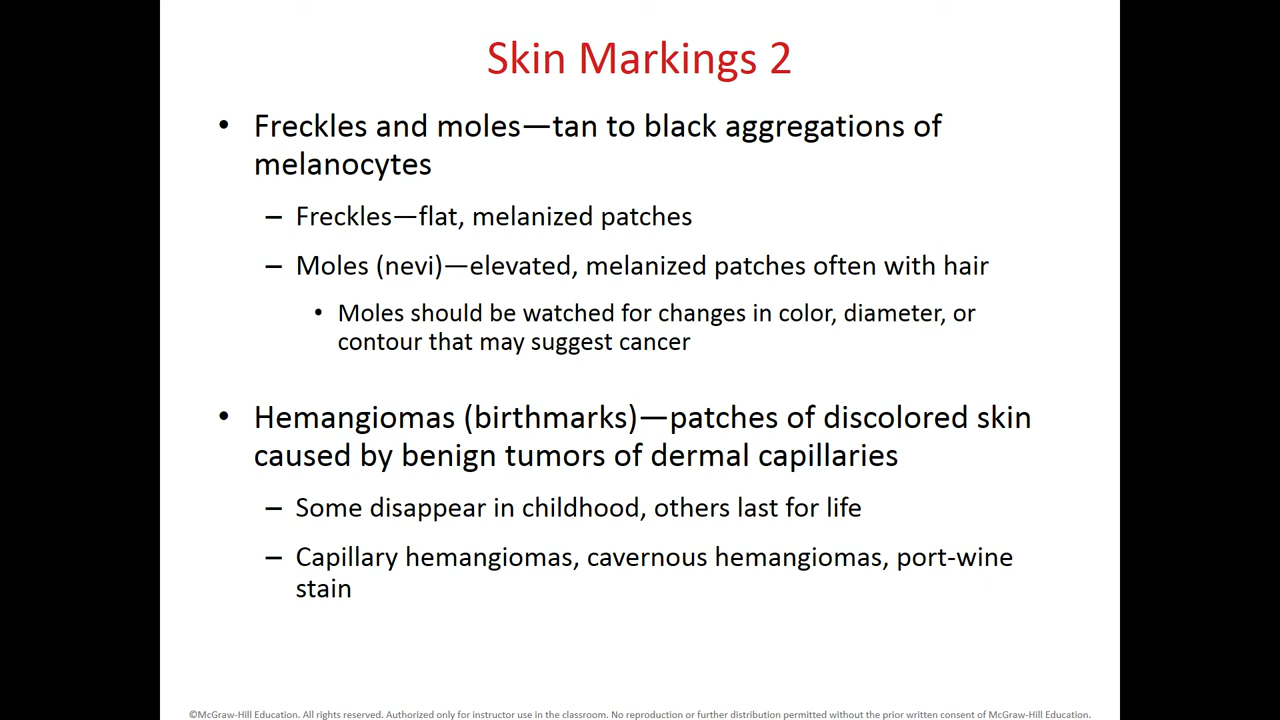 Skin Markings 2
• Freckles and moles—tan to black aggregations of
melanocytes
– Freckles—flat, melanized patches
– Moles (nevi)—elevated, melanized patches often with hair
• Moles should be watched for changes in color, diameter, or
contour that may suggest cancer
• Hemangiomas (birthmarks)—patches of discolored skin
caused by benign tumors of dermal capillaries
– Some disappear in childhood, others last for life
– Capillary hemangiomas, cavernous hemangiomas, port-wine
stain
©McGraw-Hill Education. All rights reserved. Authorized only for instructor use in the classroom. No reproduction or further distribution permitted without the prior written consent of McGraw-Hill Education.